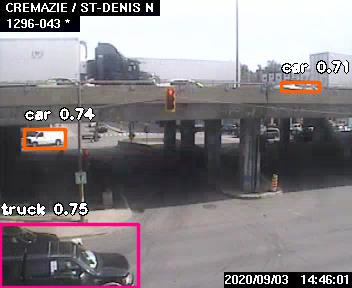 CREMAZIE / ST-DENIS N
1296-043 *
car 0.71
car 0.74
truck 0.75
2020/09/03 14:46:01